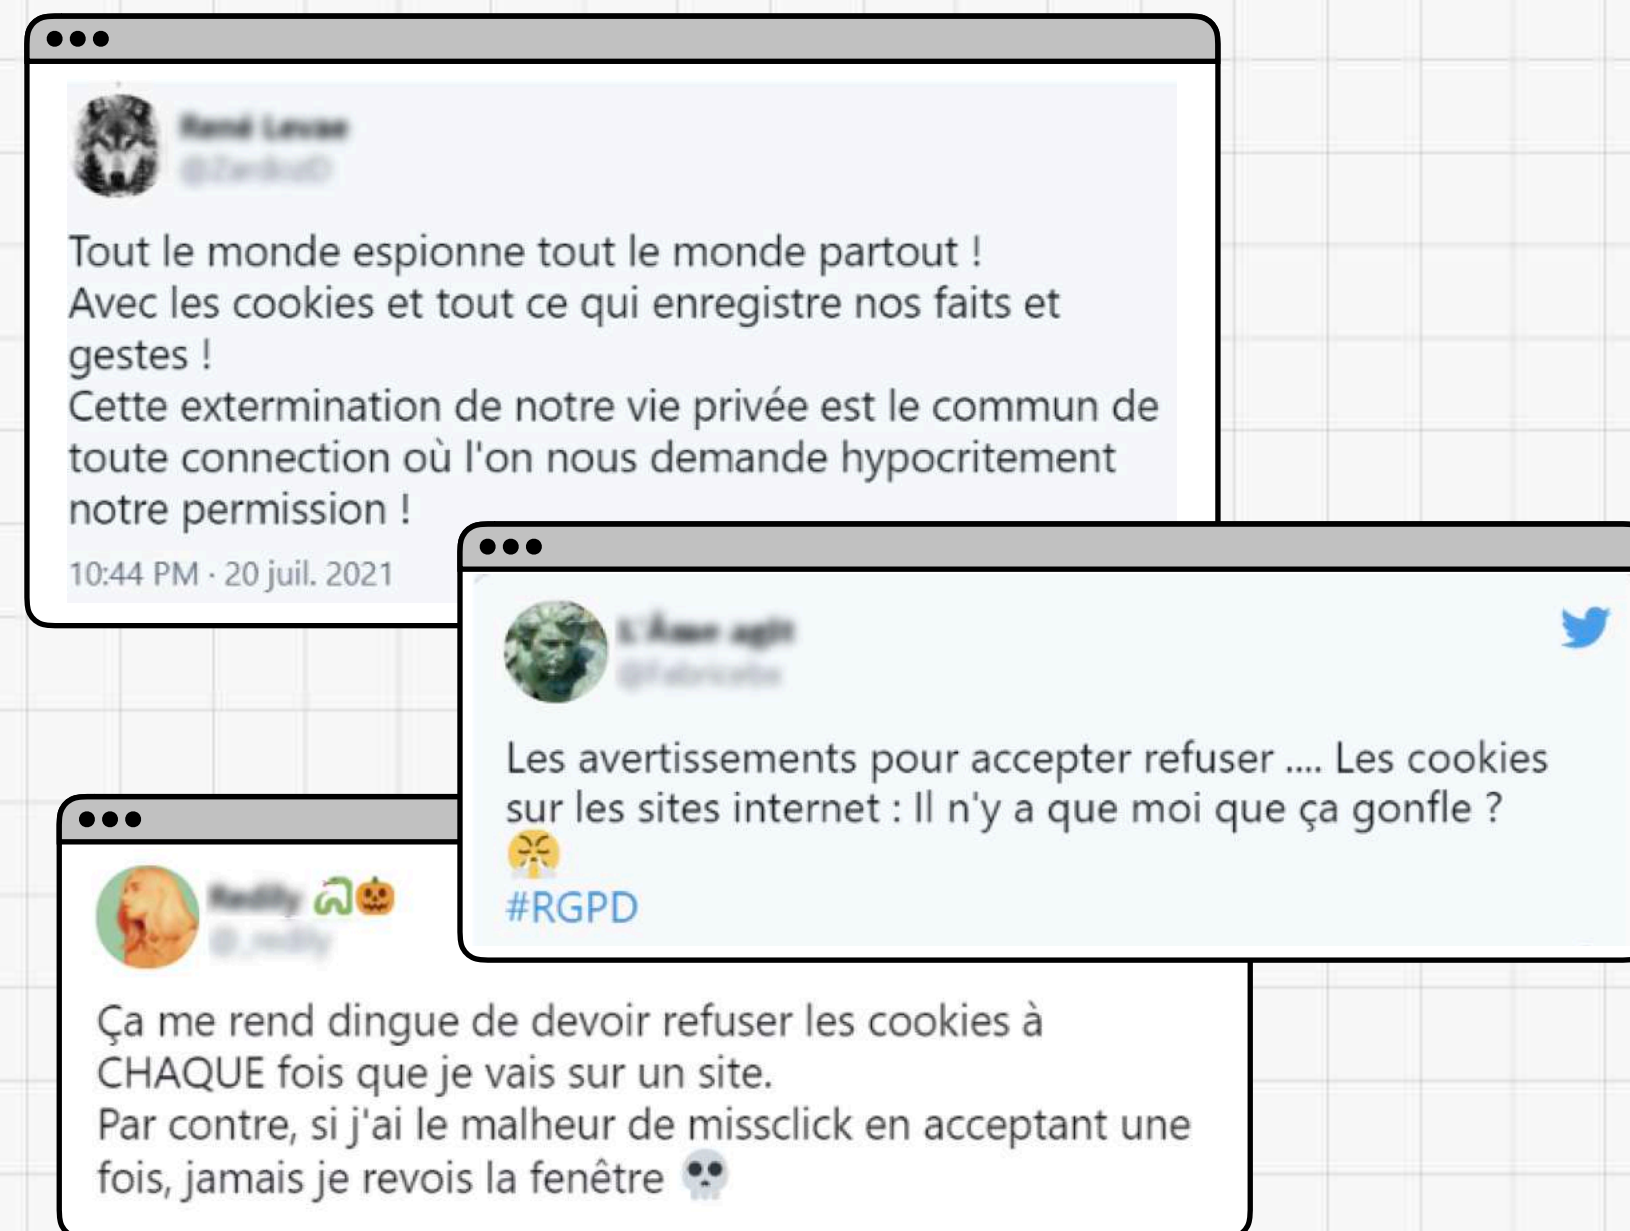 Tout le monde espionne tout le monde partout !
Avec les cookies et tout ce qui enregistre nos faits et
gestes !
Cette extermination de notre vie privée est le commun de
toute connection où l'on nous demande hypocritement
notre permission !
10:44 PM · 20 juil. 2021
Les avertissements pour accepter refuser .... Les cookies
sur les sites internet : Il n'y a que moi que ça gonfle ?
😤
#RGPD
🐍🎃
Ça me rend dingue de devoir refuser les cookies à
CHAQUE fois que je vais sur un site.
Par contre, si j'ai le malheur de missclick en acceptant une
fois, jamais je revois la fenêtre 💀